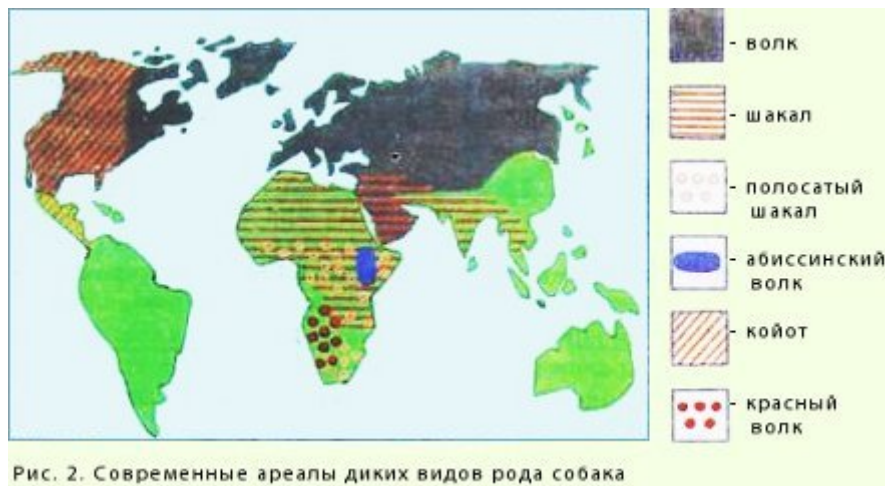 - волк
- шакал
- полосатый
шакал
- абиссинский
волк
- койот
- красный
волк
Рис. 2. Современные ареалы диких видов рода собака